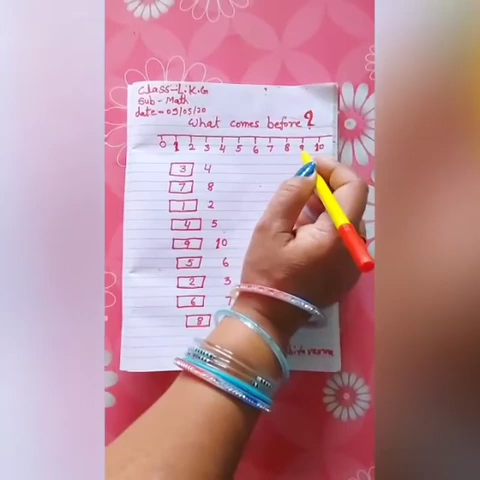 Class-L.K.G
Sub - Math
date=09/05/20
What comes before?
0 1 2 3 4 5 6 7 8 9 10
3 4
7 8
1 2
4 5
9 10
5 6
2 3
6 7
8